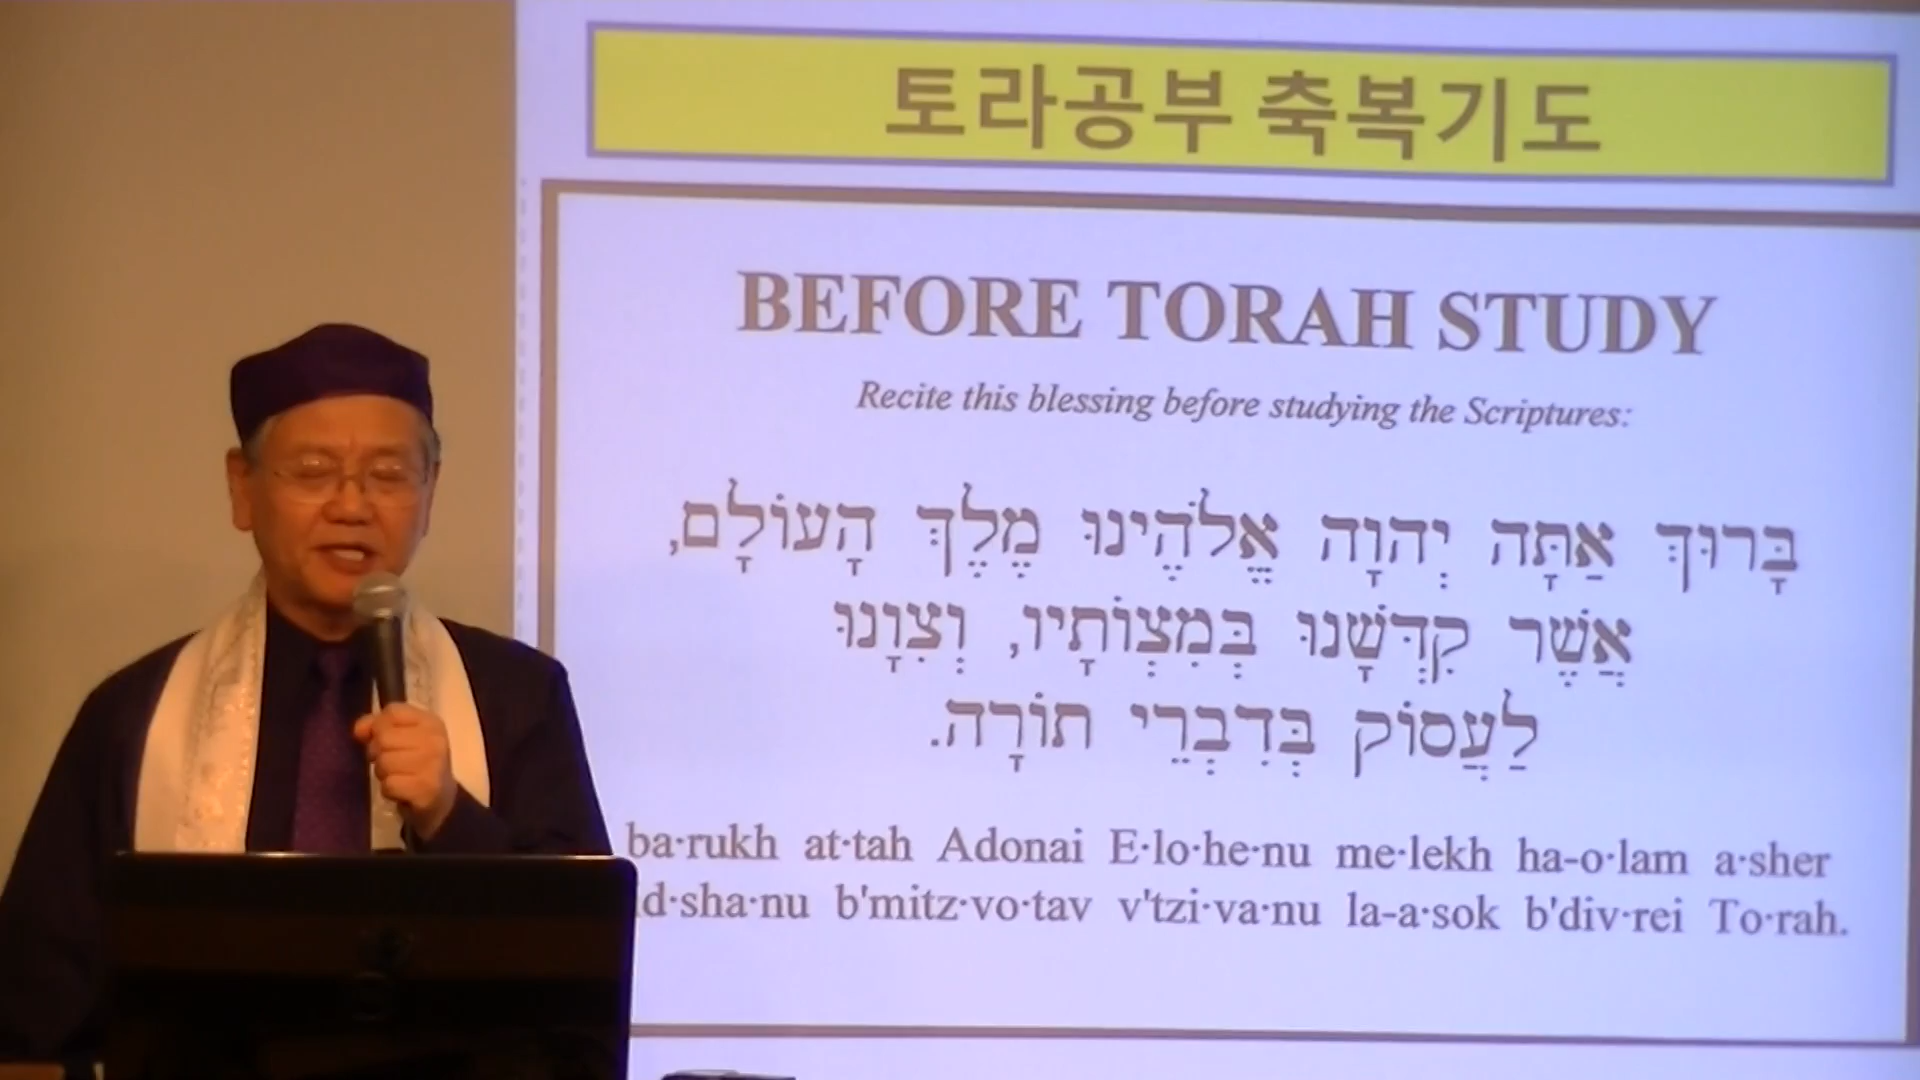 토라공부 축복기도
BEFORE TORAH STUDY
Recite this blessing before studying the Scriptures:
בָּרוּךְ אַתָּה יְהוָה אֱלֹהֶינוּ מֶלֶךְ הָעוֹלָם,
אֲשֶׁר קִדְּשָׁנוּ בְּמִצְוֹתָיו, וְצִוָּנוּ
לַעֲסוֹק בְּדִבְרֵי תוֹרָה.
ba·rukh at·tah Adonai E·lo·he·nu me·lekh ha-o·lam a·sher
d·sha·nu b'mitz·vo·tav v'tzi·va·nu la-a·sok b'div·rei To·rah.